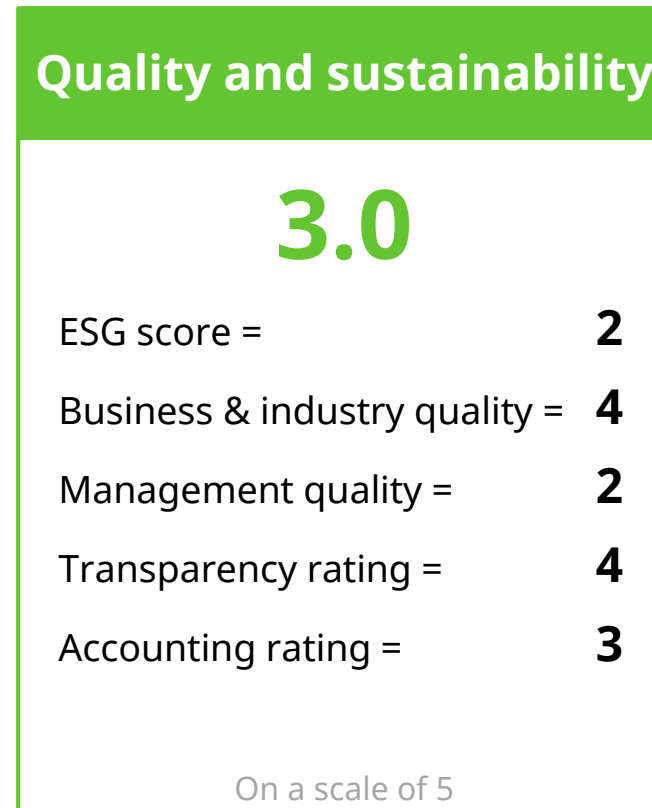 Quality and sustainability
3.0
ESG score = 2
Business & industry quality = 4
Management quality = 2
Transparency rating = 4
Accounting rating = 3
On a scale of 5